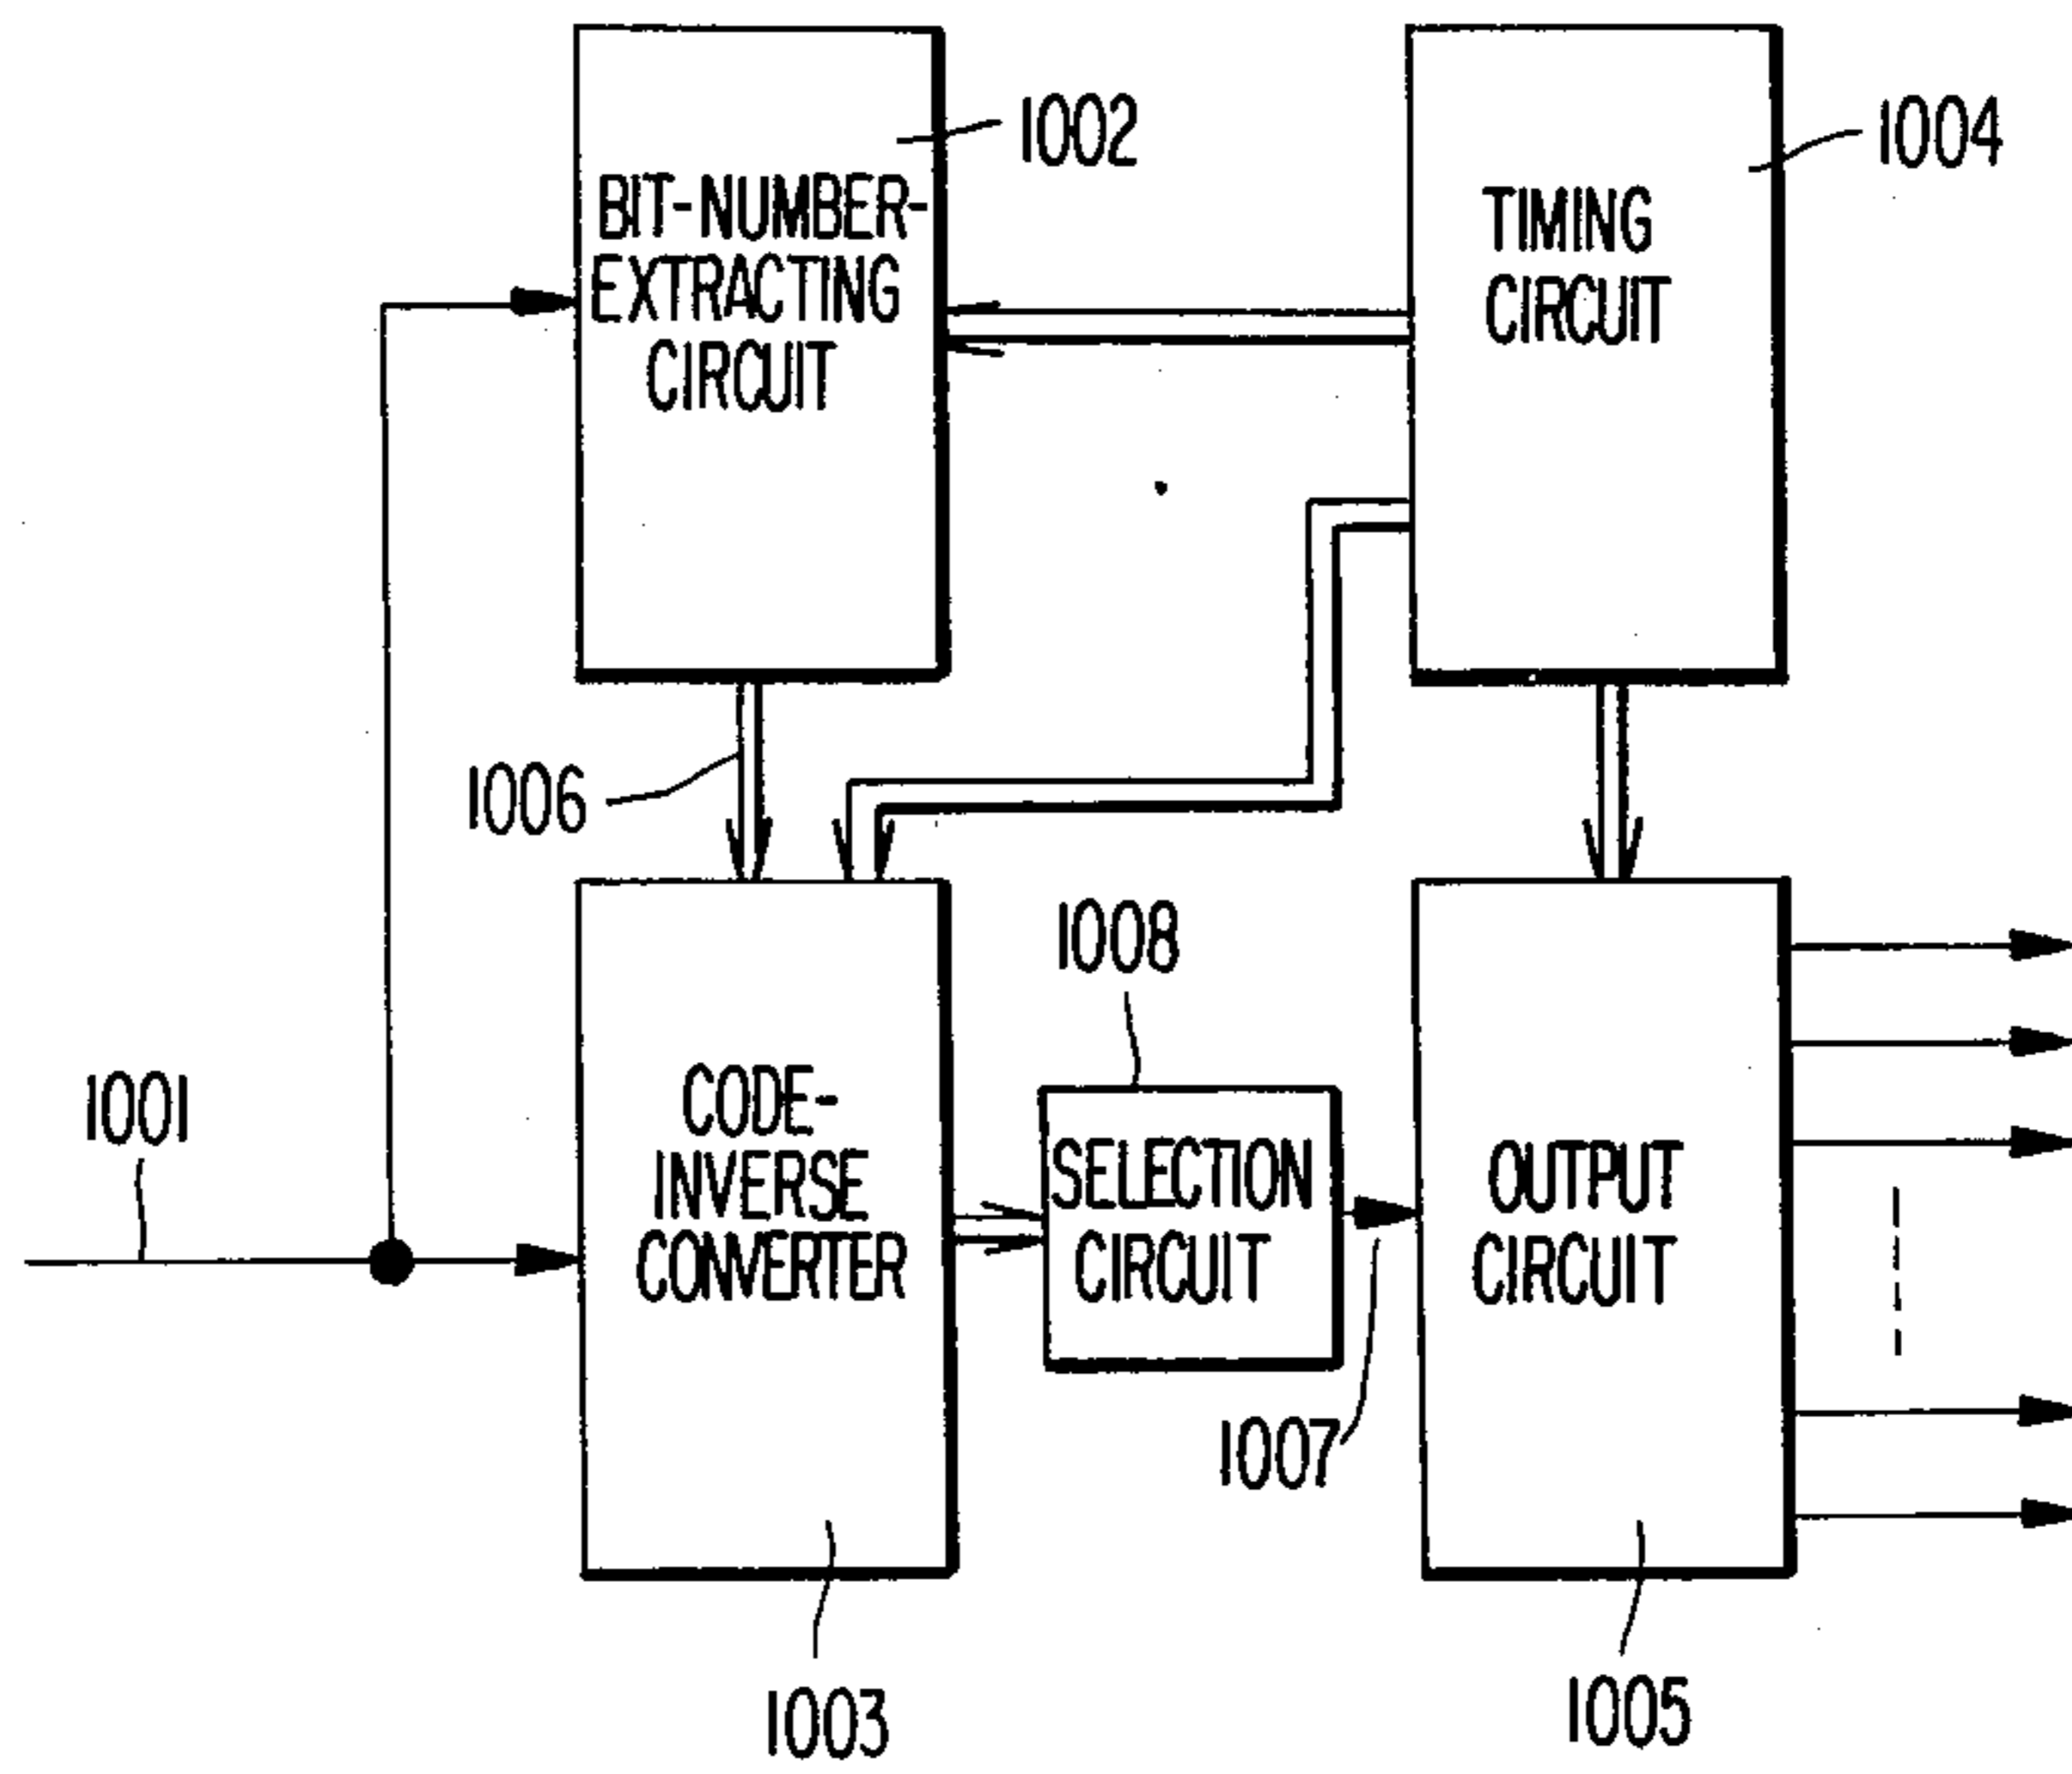 1002
1004
BIT-NUMBER-
EXTRACTING
CIRCUIT
TIMING
CIRCUIT
1006
1008
1001
CODE-
INVERSE
CONVERTER
SELECTION
CIRCUIT
OUTPUT
CIRCUIT
1007
1003
1005